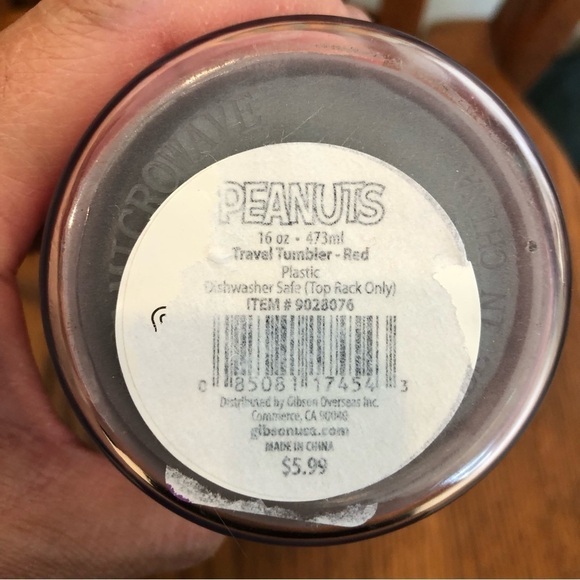 MICROWAVE
PEANUTS
16 oz • 473ml
Travel Tumbler - Red
Plastic
Dishwasher Safe (Top Rack Only)
ITEM # 9028076
0 85081 17454 3
Distributed by Gibson Overseas Inc.
Commerce, CA 90040
gibsonusa.com
MADE IN CHINA
$5.99